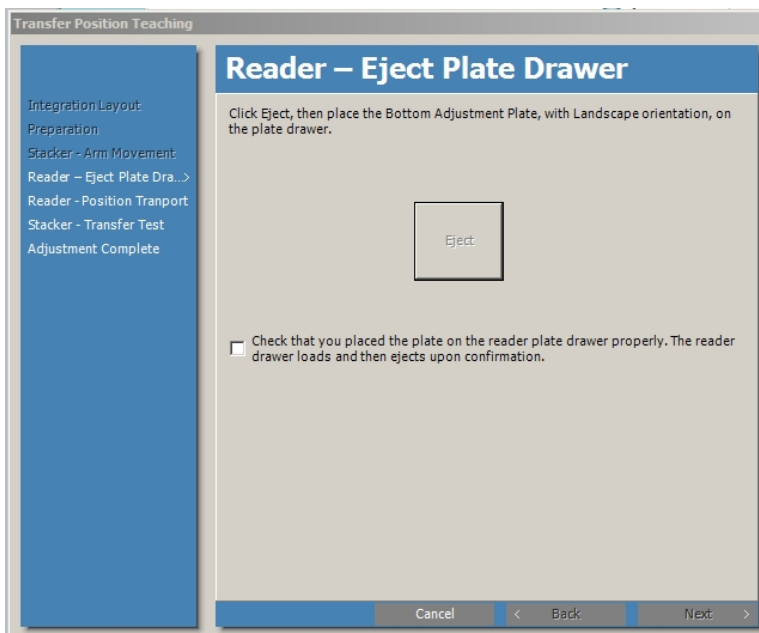 Transfer Position Teaching
Reader – Eject Plate Drawer
Integration Layout
Preparation
Stacker - Arm Movement
Reader – Eject Plate Dra...>
Reader - Position Tranport
Stacker - Transfer Test
Adjustment Complete
Click Eject, then place the Bottom Adjustment Plate, with Landscape orientation, on
the plate drawer.
Eject
Check that you placed the plate on the reader plate drawer properly. The reader
drawer loads and then ejects upon confirmation.
Cancel < Back Next >